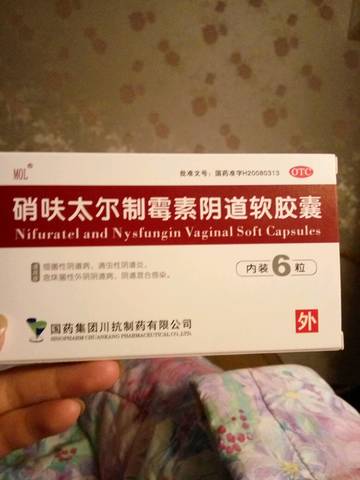 MOL®
批准文号：国药准字H20080313 OTC
硝呋太尔制霉素阴道软胶囊
Nifuratel and Nysfungin Vaginal Soft Capsules
适应症 细菌性阴道病、滴虫性阴道炎、
念珠菌性外阴阴道病、阴道混合感染。
内装6粒
国药集团川抗制药有限公司
SINOPHARM CHUANKANG PHARMACEUTICAL CO.,LTD.
外